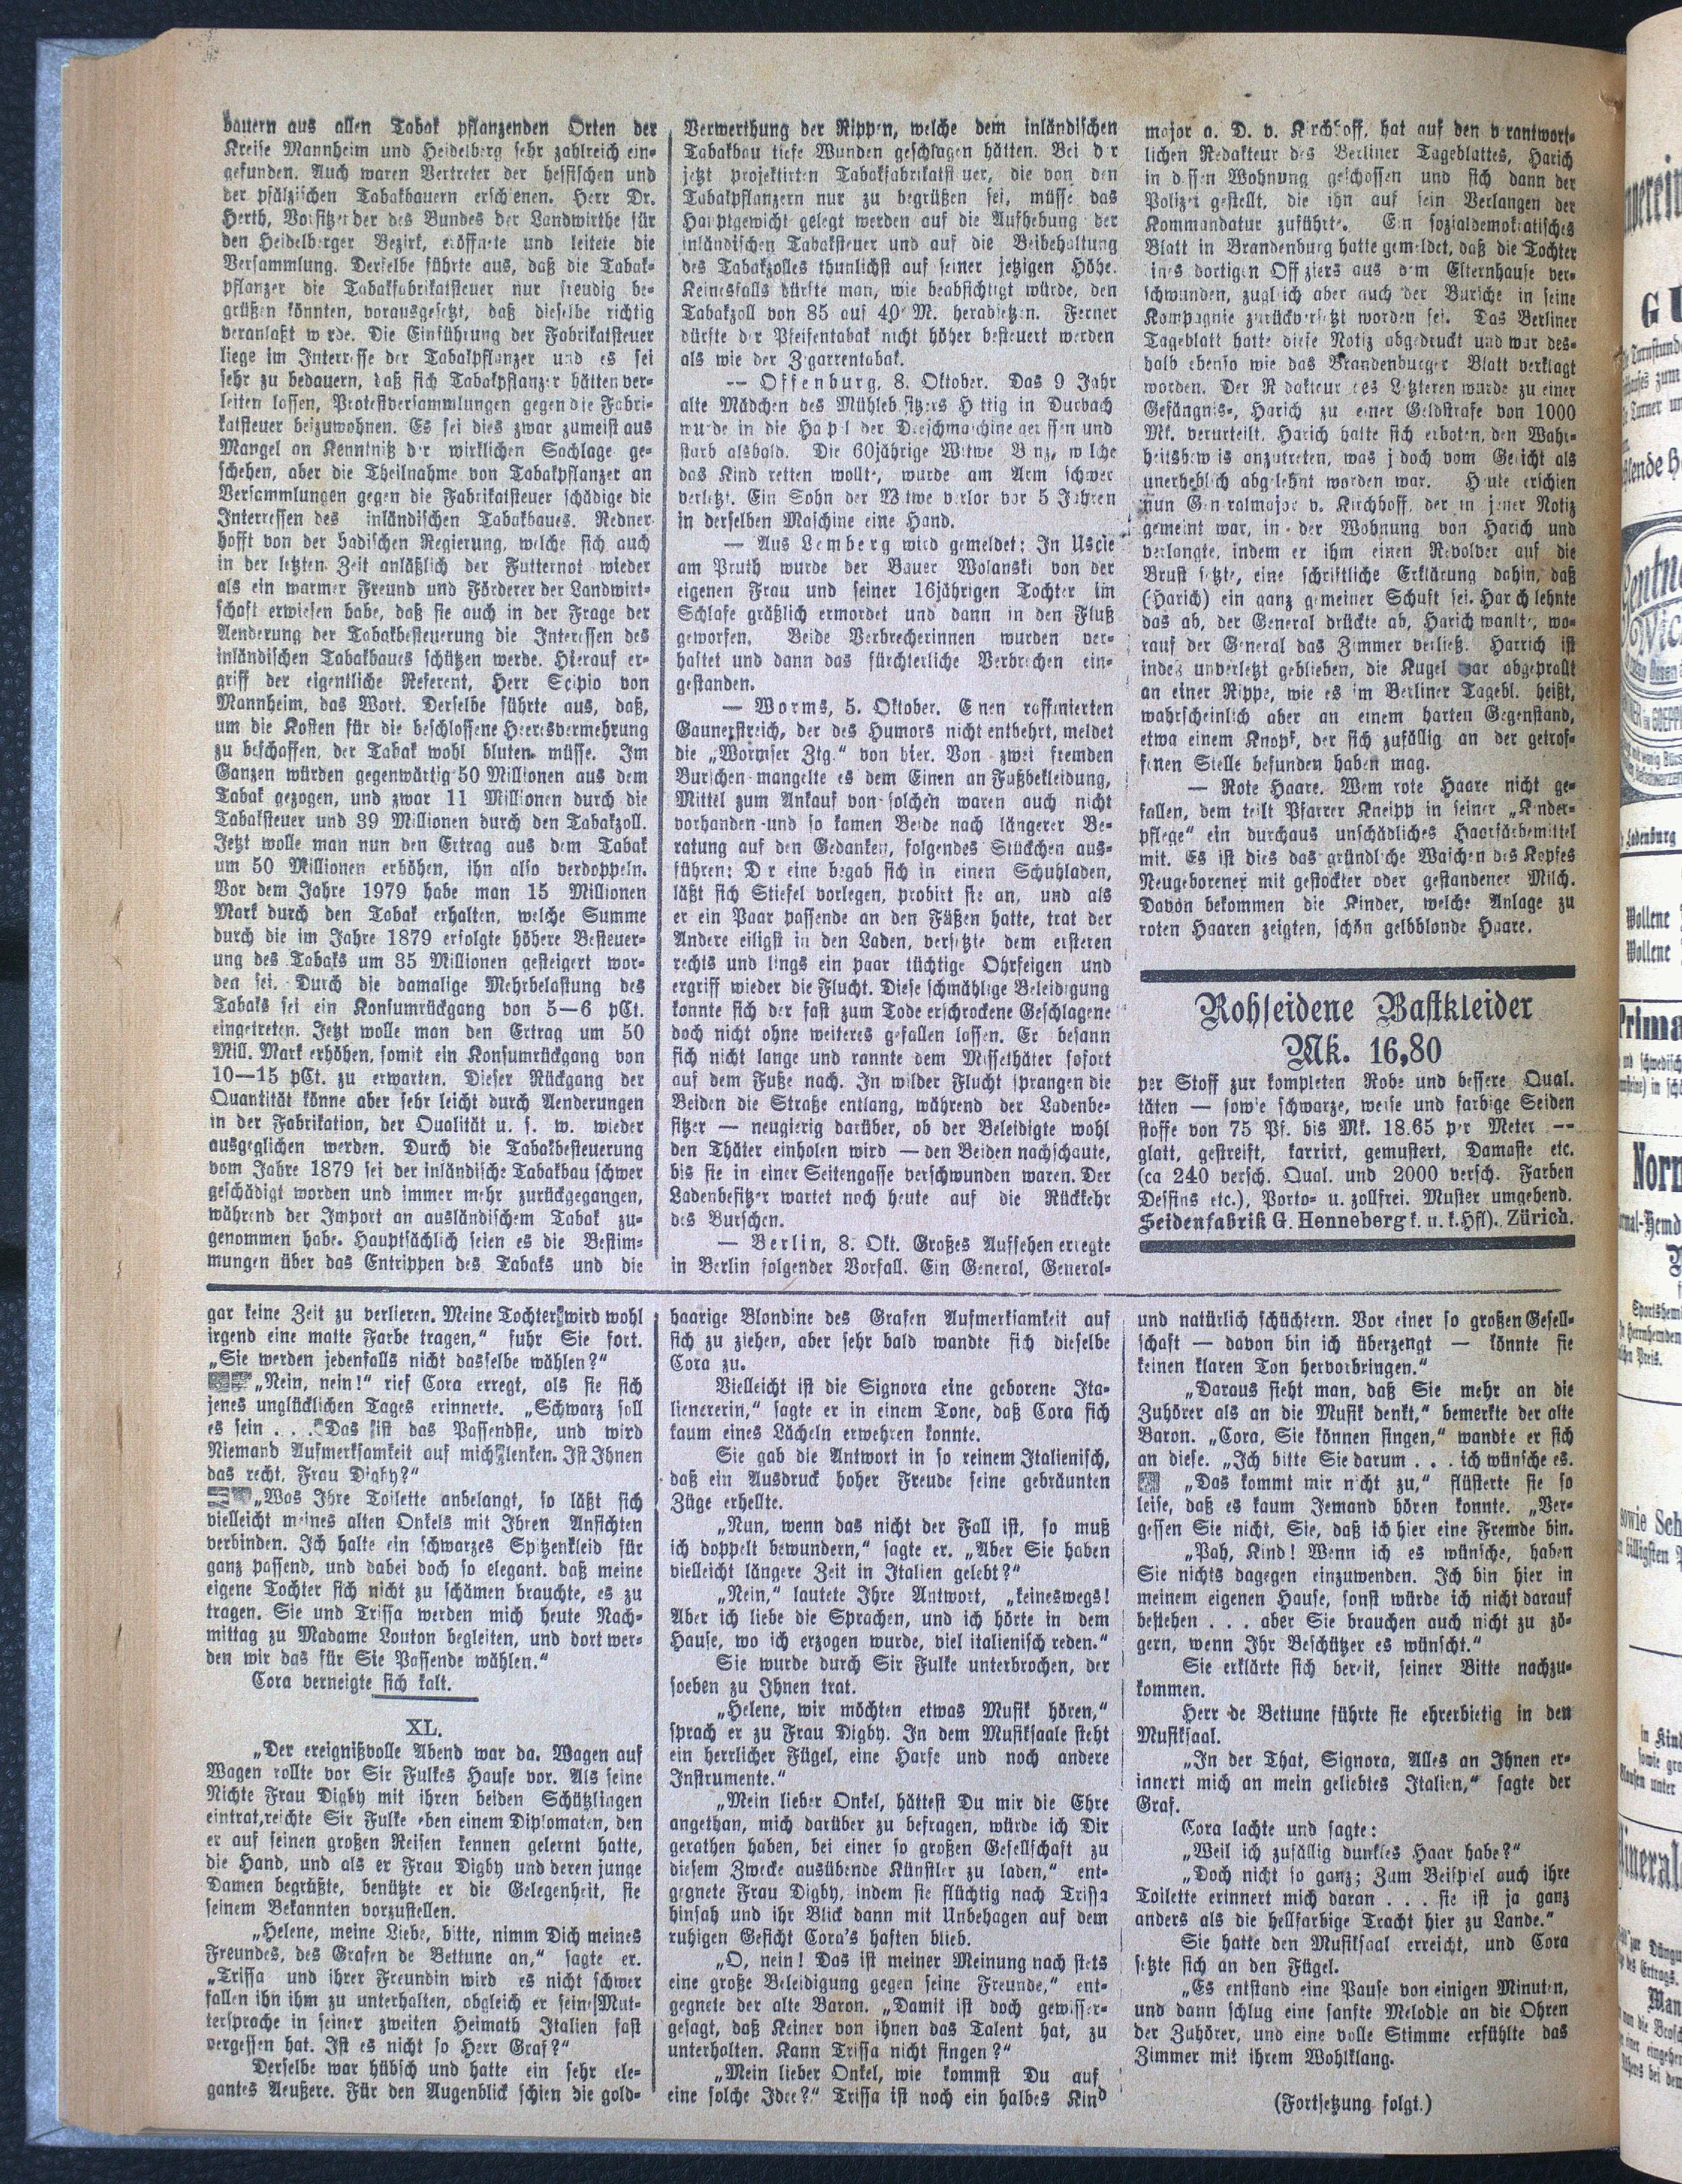 bauern aus allen Tabak pflanzenden Orten der
Kreise Mannheim und Heidelberg sehr zahlreich ein-
gefunden. Auch waren Vertreter der hessischen und
der pfälzischen Tabakbauern erschienen. Herr Dr.
Herth, Vorsitzender des Bundes der Landwirthe für
den Heidelberger Bezirk, eröffnete und leitete die
Versammlung. Derselbe führte aus, daß die Tabak-
pflanzer die Tabakfabrikatsteuer nur freudig be-
grüßen könnten, vorausgesetzt, daß dieselbe richtig
veranlaßt w rde. Die Einführung der Fabrikatsteuer
liege im Interresse der Tabakpflanzer und es sei
sehr zu bedauern, daß sich Tabakpflanzer hätten ver-
leiten lassen, Protestversammlungen gegen die Fabri-
katsteuer beizuwohnen. Es sei dies zwar zumeist aus
Mangel an Kenntniß der wirklichen Sachlage ge-
schehen, aber die Theilnahme von Tabakpflanzer an
Versammlungen gegen die Fabrikatsteuer schädige die
Interressen des inländischen Tabakbaues. Redner
hofft von der badischen Regierung, welche sich auch
in der letzten Zeit anläßlich der Futternot wieder
als ein warmer Freund und Förderer der Landwirt-
schaft erwiesen habe, daß sie auch in der Frage der
Aenderung der Tabakbesteuerung die Interessen des
inländischen Tabakbaues schützen werde. Hierauf er-
griff der eigentliche Referent, Herr Scipio von
Mannheim, das Wort. Derselbe führte aus, daß,
um die Kosten für die beschlossene Heeresvermehrung
zu beschaffen, der Tabak wohl bluten müsse. Im
Ganzen würden gegenwärtig 50 Millionen aus dem
Tabak gezogen, und zwar 11 Millionen durch die
Tabaksteuer und 39 Millionen durch den Tabakzoll.
Jetzt wolle man nun den Ertrag aus dem Tabak
um 50 Millionen erhöhen, ihn also verdoppeln.
Vor dem Jahre 1979 habe man 15 Millionen
Mark durch den Tabak erhalten, welche Summe
durch die im Jahre 1879 erfolgte höhere Besteuer-
ung des Tabaks um 35 Millionen gesteigert wor-
den sei. Durch die damalige Mehrbelastung des
Tabaks sei ein Konsumrückgang von 5—6 pCt.
eingetreten. Jetzt wolle man den Ertrag um 50
Mill. Mark erhöhen, somit ein Konsumrückgang von
10—15 pCt. zu erwarten. Dieser Rückgang der
Quantität könne aber sehr leicht durch Aenderungen
in der Fabrikation, der Qualität u. s. w. wieder
ausgeglichen werden. Durch die Tabakbesteuerung
vom Jahre 1879 sei der inländische Tabakbau schwer
geschädigt worden und immer mehr zurückgegangen,
während der Import an ausländischem Tabak zu-
genommen habe. Hauptsächlich seien es die Bestim-
mungen über das Entrippen des Tabaks und die
Verwerthung der Rippen, welche dem inländischen
Tabakbau tiefe Wunden geschlagen hätten. Bei d r
jetzt projektirten Tabakfabrikatst uer, die von den
Tabakpflanzern nur zu begrüßen sei, müsse das
Hauptgewicht gelegt werden auf die Aufhebung der
inländischen Tabaksteuer und auf die Beibehaltung
des Tabakzolles thunlichst auf seiner jetzigen Höhe.
Keinesfalls dürfte man, wie beabsichtigt würde, den
Tabakzoll von 85 auf 40 M. herabsetzen. Ferner
dürfte der Pfeifentabak nicht höher besteuert werden
als wie der Zigarrentabak.
-- Offenburg, 8. Oktober. Das 9 Jahr
alte Mädchen des Mühleb sitzers H ttig in Durbach
wurde in die Ha p l der Dreschmaschine ger ssen und
starb alsbald. Die 60jährige Witwe B nz, w lche
das Kind retten wollte, wurde am Arm schwer
verletzt. Ein Sohn der Witwe verlor vor 5 Jahren
in derselben Maschine eine Hand.
— Aus Lemberg wird gemeldet: In Uscie
am Pruth wurde der Bauer Wolanski von der
eigenen Frau und seiner 16jährigen Tochter im
Schlafe gräßlich ermordet und dann in den Fluß
geworfen. Beide Verbrecherinnen wurden ver-
haftet und dann das fürchterliche Verbrechen ein-
gestanden.
— Worms, 5. Oktober. E nen raffinierten
Gaunerstreich, der des Humors nicht entbehrt, meldet
die „Wormser Ztg.“ von hier. Von zwei fremden
Burschen mangelte es dem Einen an Fußbekleidung,
Mittel zum Ankauf von solchen waren auch nicht
vorhanden und so kamen Beide nach längerer Be-
ratung auf den Gedanken, folgendes Stückchen aus-
führen: D r eine begab sich in einen Schuhladen,
läßt sich Stiefel vorlegen, probirt sie an, und als
er ein Paar passende an den Füßen hatte, trat der
Andere eiligst in den Laden, versetzte dem ersteren
rechts und lings ein paar tüchtige Ohrfeigen und
ergriff wieder die Flucht. Diese schmählige Beleidigung
konnte sich der fast zum Tode erschrockene Geschlagene
doch nicht ohne weiteres gefallen lassen. Er besann
sich nicht lange und rannte dem Missethäter sofort
auf dem Fuße nach. In wilder Flucht sprangen die
Beiden die Straße entlang, während der Ladenbe-
sitzer — neugierig darüber, ob der Beleidigte wohl
den Thäter einholen wird — den Beiden nachschaute,
bis sie in einer Seitengasse verschwunden waren. Der
Ladenbesitzer wartet noch heute auf die Rückkehr
des Burschen.
— Berlin, 8. Okt. Großes Aufsehen erregte
in Berlin folgender Vorfall. Ein General, General-
major a. D. v. Kirchhoff, hat auf den v rantwort-
lichen Redakteur des Berliner Tageblattes, Harich
in dessen Wohnung geschossen und sich dann der
Polizei gestellt, die ihn auf sein Verlangen der
Kommandatur zuführte. Ein sozialdemokratisches
Blatt in Brandenburg hatte gemeldet, daß die Tochter
ines dortigen Off ziers aus dem Elternhause ver-
schwunden, zugleich aber auch der Bursche in seine
Kompagnie zurückversetzt worden sei. Das Berliner
Tageblatt hatte diese Notiz abgedruckt und war des-
halb ebenso wie das Brandenburger Blatt verklagt
worden. Der R dakteur des Letzteren wurde zu einer
Gefängnis-, Harich zu einer Geldstrafe von 1000
Mk. verurteilt. Harich hatte sich erboten, den Wahr-
heitsbew is anzutreten, was j doch vom Gericht als
unerheblich abgelehnt worden war. H ute erschien
nun Gen ralmajor v. Kirchhoff, der in jener Notiz
gemeint war, in der Wohnung von Harich und
verlangte, indem er ihm einen Revolver auf die
Brust setzte, eine schriftliche Erklärung dahin, daß
(Harich) ein ganz gemeiner Schuft sei. Har ch lehnte
das ab, der General drückte ab, Harich wankte, wo-
rauf der General das Zimmer verließ. Harrich ist
indes unverletzt geblieben, die Kugel war abgeprallt
an einer Rippe, wie es im Berliner Tagebl. heißt,
wahrscheinlich aber an einem harten Gegenstand,
etwa einem Knopf, der sich zufällig an der getrof-
fenen Stelle befunden haben mag.
— Rote Haare. Wem rote Haare nicht ge-
fallen, dem teilt Pfarrer Kneipp in seiner „Kinder-
pflege“ ein durchaus unschädliches Haarfärbemittel
mit. Es ist dies das gründliche Waschen des Kopfes
Neugeborener mit gestockter oder gestandener Milch.
Davon bekommen die Kinder, welche Anlage zu
roten Haaren zeigten, schön gelbblonde Haare.
Rohseidene Bastkleider
Mk. 16,80
per Stoff zur kompleten Robe und bessere Qual.
täten — sowie schwarze, weiße und farbige Seiden
stoffe von 75 Pf. bis Mk. 18.65 per Meter --
glatt, gestreift, karrirt, gemustert, Damaste etc.
(ca 240 versch. Qual. und 2000 versch. Farben
Dessins etc.), Porto- u. zollfrei. Muster umgehend.
Seidenfabrik G. Henneberg k. u. k. Hfl). Zürich.
gar keine Zeit zu verlieren. Meine Tochter wird wohl
irgend eine matte Farbe tragen,“ fuhr Sie fort.
„Sie werden jedenfalls nicht dasselbe wählen?“
„Nein, nein!“ rief Cora erregt, als sie sich
jenes unglücklichen Tages erinnerte. „Schwarz soll
es sein . . . Das ist das Passendste, und wird
Niemand Aufmerksamkeit auf mich lenken. Ist Ihnen
das recht, Frau Digby?“
„Was Ihre Toilette anbelangt, so läßt sich
vielleicht meines alten Onkels mit Ihren Ansichten
verbinden. Ich halte ein schwarzes Spitzenkleid für
ganz passend, und dabei doch so elegant, daß meine
eigene Tochter sich nicht zu schämen brauchte, es zu
tragen. Sie und Trissa werden mich heute Nach-
mittag zu Madame Louton begleiten, und dort wer-
den wir das für Sie Passende wählen.“
Cora verneigte sich kalt.
XL.
„Der ereignißvolle Abend war da. Wagen auf
Wagen rollte vor Sir Fulkes Hause vor. Als seine
Nichte Frau Digby mit ihren beiden Schützlingen
eintrat, reichte Sir Fulke eben einem Diplomaten, den
er auf seinen großen Reisen kennen gelernt hatte,
die Hand, und als er Frau Digby und deren junge
Damen begrüßte, benützte er die Gelegenheit, sie
seinem Bekannten vorzustellen.
„Helene, meine Liebe, bitte, nimm Dich meines
Freundes, des Grafen de Bettune an,“ sagte er.
„Trissa und ihrer Freundin wird es nicht schwer
fallen ihn ihm zu unterhalten, obgleich er seine Mut-
tersprache in seiner zweiten Heimath Italien fast
vergessen hat. Ist es nicht so Herr Graf?“
Derselbe war hübsch und hatte ein sehr ele-
gantes Aeußere. Für den Augenblick schien die gold-
haarige Blondine des Grafen Aufmerksamkeit auf
sich zu ziehen, aber sehr bald wandte sich dieselbe
Cora zu.
Vielleicht ist die Signora eine geborene Ita-
lienererin,“ sagte er in einem Tone, daß Cora sich
kaum eines Lächeln erwehren konnte.
Sie gab die Antwort in so reinem Italienisch,
daß ein Ausdruck hoher Freude seine gebräunten
Züge erhellte.
„Nun, wenn das nicht der Fall ist, so muß
ich doppelt bewundern,“ sagte er. „Aber Sie haben
vielleicht längere Zeit in Italien gelebt?“
„Nein,“ lautete Ihre Antwort, „keineswegs!
Aber ich liebe die Sprachen, und ich hörte in dem
Hause, wo ich erzogen wurde, viel italienisch reden.“
Sie wurde durch Sir Fulke unterbrochen, der
soeben zu Ihnen trat.
„Helene, wir möchten etwas Musik hören,“
sprach er zu Frau Digby. In dem Musiksaale steht
ein herrlicher Fügel, eine Harfe und noch andere
Instrumente.“
„Mein lieber Onkel, hättest Du mir die Ehre
angethan, mich darüber zu befragen, würde ich Dir
gerathen haben, bei einer so großen Gesellschaft zu
diesem Zwecke ausübende Künstler zu laden,“ ent-
gegnete Frau Digby, indem sie flüchtig nach Trissa
hinsah und ihr Blick dann mit Unbehagen auf dem
ruhigen Gesicht Cora's haften blieb.
„O, nein! Das ist meiner Meinung nach stets
eine große Beleidigung gegen seine Freunde,“ ent-
gegnete der alte Baron. „Damit ist doch gewisser-
gesagt, daß Keiner von ihnen das Talent hat, zu
unterhalten. Kann Trissa nicht singen?“
„Mein lieber Onkel, wie kommst Du auf
eine solche Idee?“ Trissa ist noch ein halbes Kind
und natürlich schüchtern. Vor einer so großen Gesell-
schaft — davon bin ich überzengt — könnte sie
keinen klaren Ton hervorbringen.“
„Daraus sieht man, daß Sie mehr an die
Zuhörer als an die Musik denkt,“ bemerkte der alte
Baron. „Cora, Sie können singen,“ wandte er sich
an diese. „Ich bitte Sie darum . . . ich wünsche es.
„Das kommt mir nicht zu,“ flüsterte sie so
leise, daß es kaum Jemand hören konnte. „Ver-
gessen Sie nicht, Sie, daß ich hier eine Fremde bin.
„Pah, Kind! Wenn ich es wünsche, haben
Sie nichts dagegen einzuwenden. Ich bin hier in
meinem eigenen Hause, sonst würde ich nicht darauf
bestehen . . . aber Sie brauchen auch nicht zu zö-
gern, wenn Ihr Beschützer es wünscht.“
Sie erklärte sich bereit, seiner Bitte nachzu-
kommen.
Herr de Bettune führte sie ehrerbietig in den
Musiksaal.
„In der That, Signora, Alles an Ihnen er-
innert mich an mein geliebtes Italien,“ sagte der
Graf.
Cora lachte und sagte:
„Weil ich zufällig dunkles Haar habe?“
„Doch nicht so ganz; Zum Beispiel auch ihre
Toilette erinnert mich daran . . . sie ist ja ganz
anders als die hellfarbige Tracht hier zu Lande.“
Sie hatte den Musiksaal erreicht, und Cora
setzte sich an den Fügel.
„Es entstand eine Pause von einigen Minuten,
und dann schlug eine sanfte Melodie an die Ohren
der Zuhörer, und eine volle Stimme erfühlte das
Zimmer mit ihrem Wohlklang.
(Fortsetzung folgt.)